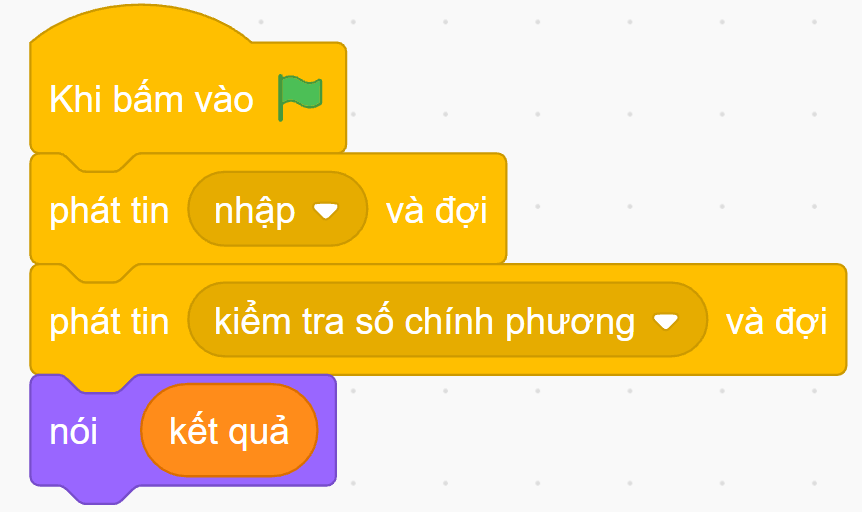 Khi bấm vào
phát tin nhập và đợi
phát tin kiểm tra số chính phương và đợi
nói kết quả